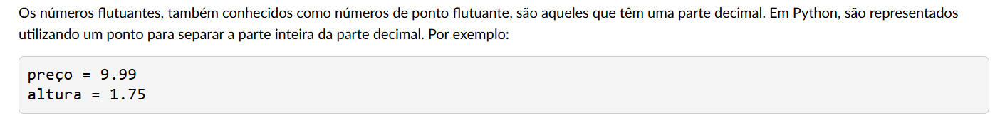 Os números flutuantes, também conhecidos como números de ponto flutuante, são aqueles que têm uma parte decimal. Em Python, são representados
utilizando um ponto para separar a parte inteira da parte decimal. Por exemplo:
preço = 9.99
altura = 1.75